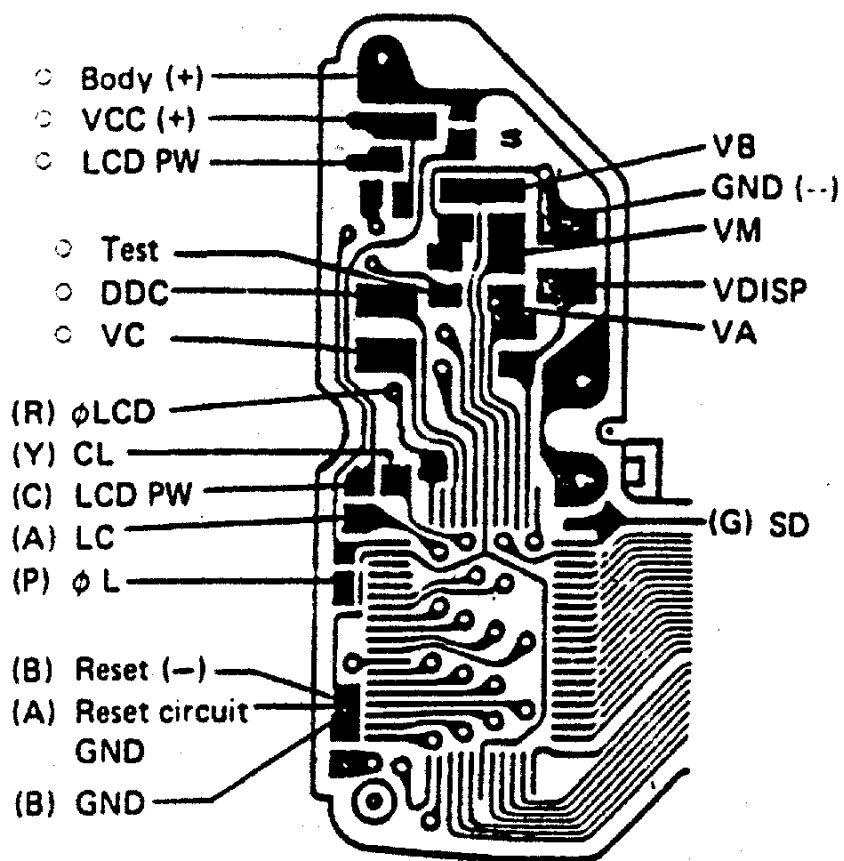 Body (+)
VCC (+)
LCD PW
Test
DDC
VC
(R) ϕLCD
(Y) CL
(C) LCD PW
(A) LC
(P) ϕ L
(B) Reset (—)
(A) Reset circuit
GND
(B) GND
VB
GND (--)
VM
VDISP
VA
(G) SD